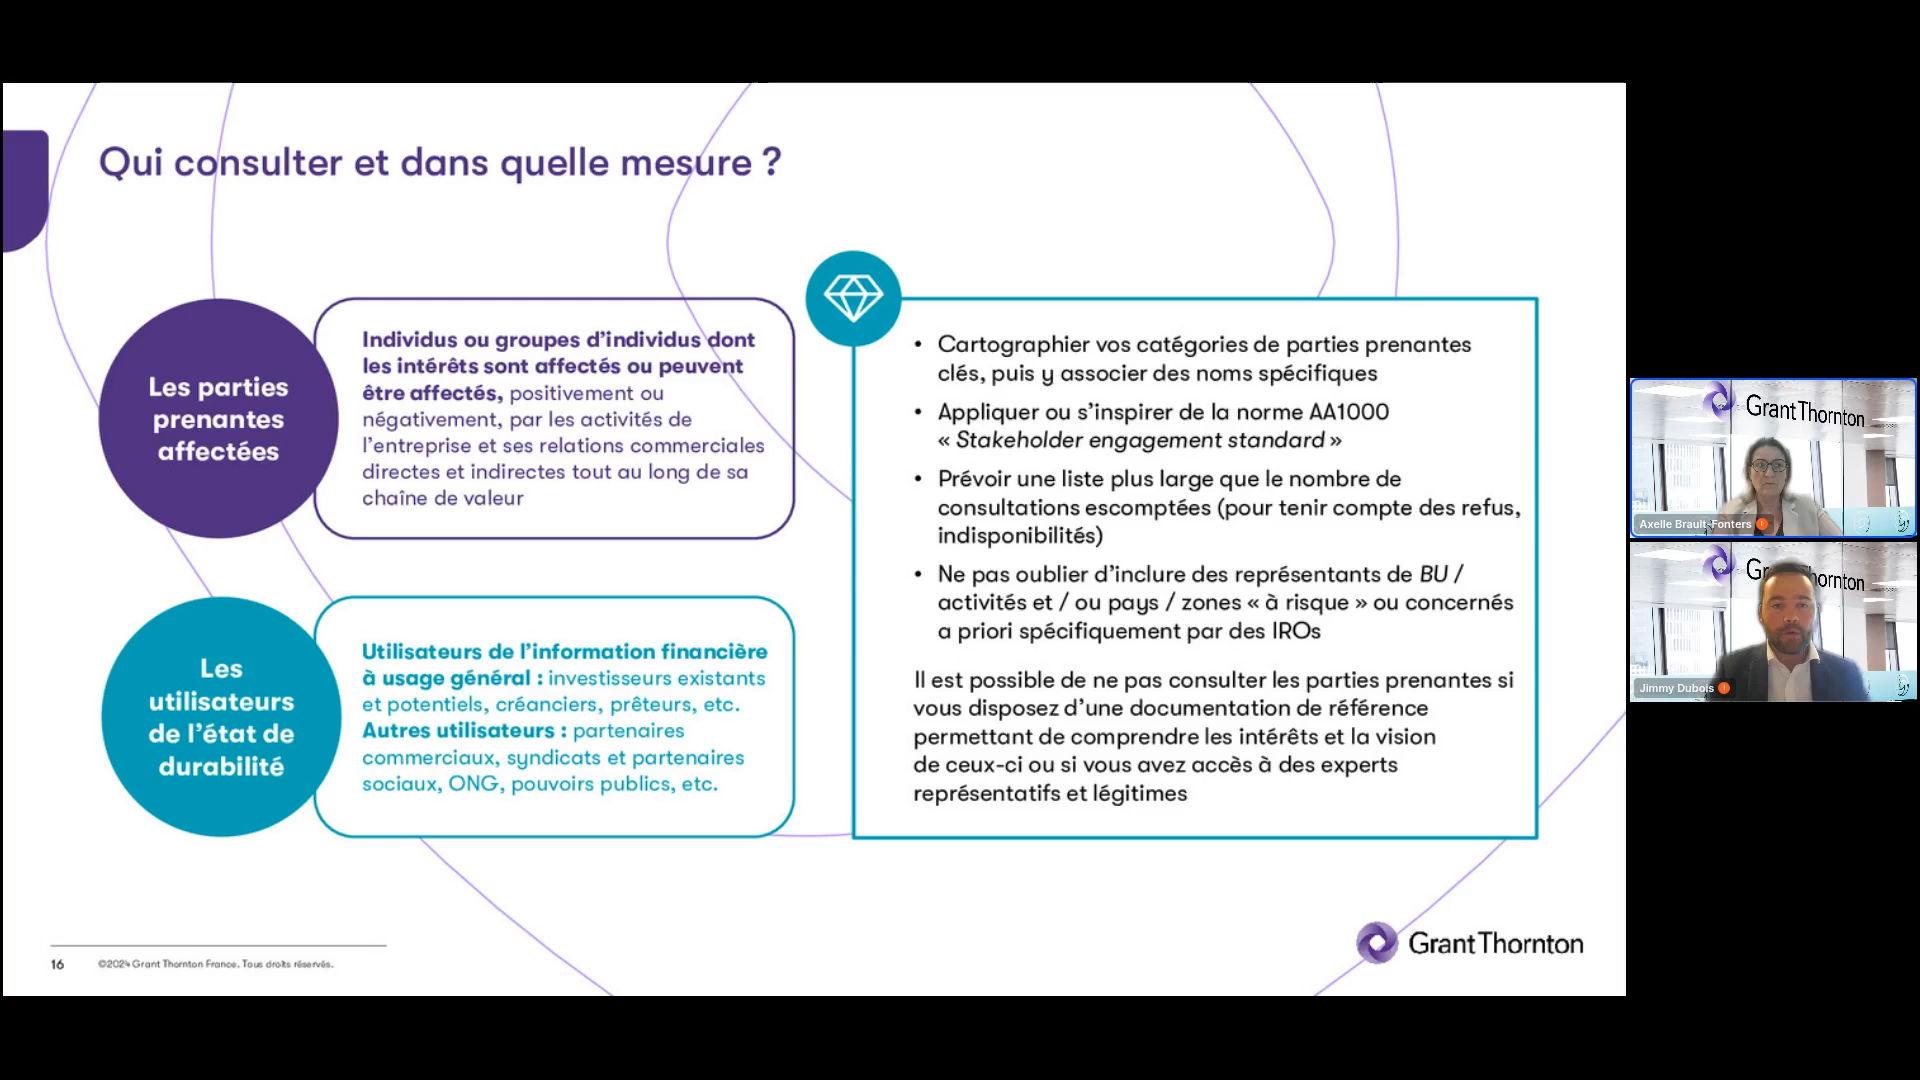 Qui consulter et dans quelle mesure ?
Les parties
prenantes
affectées
Individus ou groupes d’individus dont
les intérêts sont affectés ou peuvent
être affectés, positivement ou
négativement, par les activités de
l’entreprise et ses relations commerciales
directes et indirectes tout au long de sa
chaîne de valeur
Les
utilisateurs
de l’état de
durabilité
Utilisateurs de l’information financière
à usage général : investisseurs existants
et potentiels, créanciers, prêteurs, etc.
Autres utilisateurs : partenaires
commerciaux, syndicats et partenaires
sociaux, ONG, pouvoirs publics, etc.
• Cartographier vos catégories de parties prenantes
clés, puis y associer des noms spécifiques
• Appliquer ou s’inspirer de la norme AA1000
« Stakeholder engagement standard »
• Prévoir une liste plus large que le nombre de
consultations escomptées (pour tenir compte des refus,
indisponibilités)
• Ne pas oublier d’inclure des représentants de BU /
activités et / ou pays / zones « à risque » ou concernés
a priori spécifiquement par des IROs
Il est possible de ne pas consulter les parties prenantes si
vous disposez d’une documentation de référence
permettant de comprendre les intérêts et la vision
de ceux-ci ou si vous avez accès à des experts
représentatifs et légitimes
16
©2024 Grant Thornton France. Tous droits réservés.
Grant Thornton
Grant Thornton
Axelle Brault-Fonters
Gr ornton
Jimmy Dubois